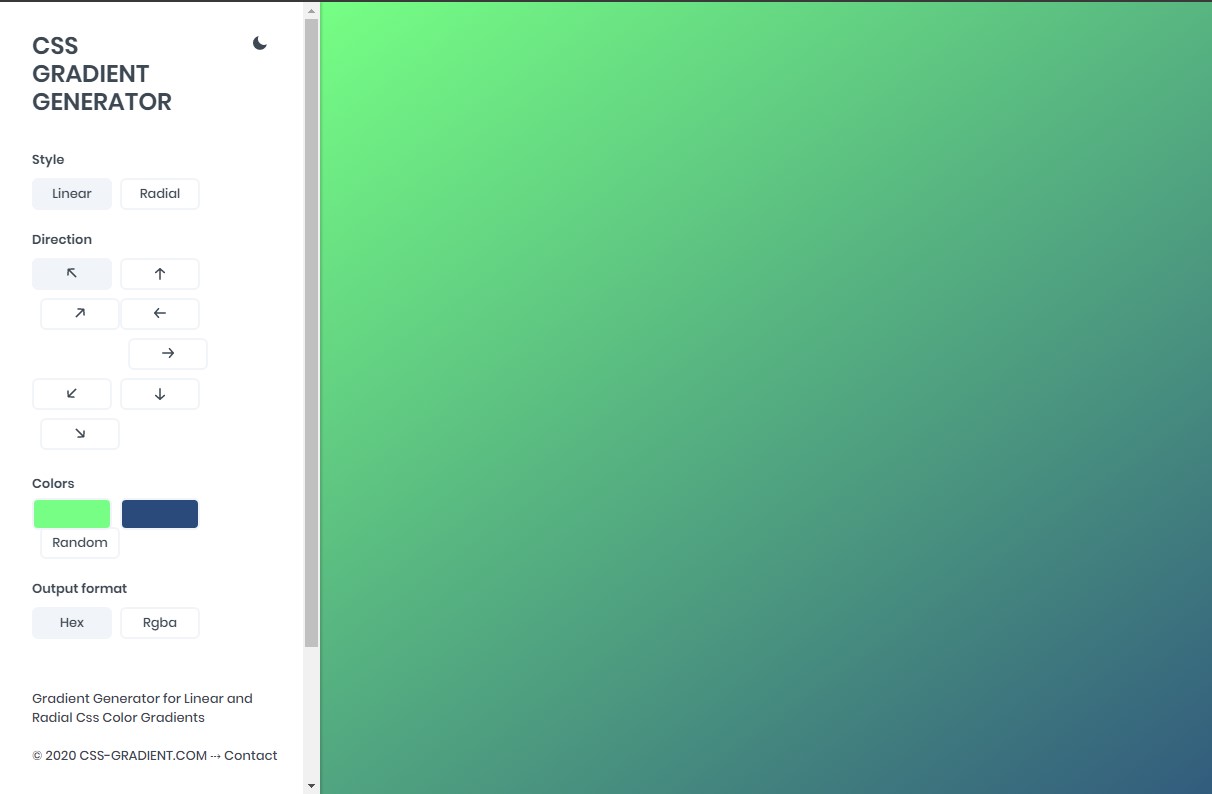 CSS
GRADIENT
GENERATOR
Style
Linear
Radial
Direction
Colors
Random
Output format
Hex
Rgba
Gradient Generator for Linear and
Radial Css Color Gradients
© 2020 CSS-GRADIENT.COM ⇢ Contact